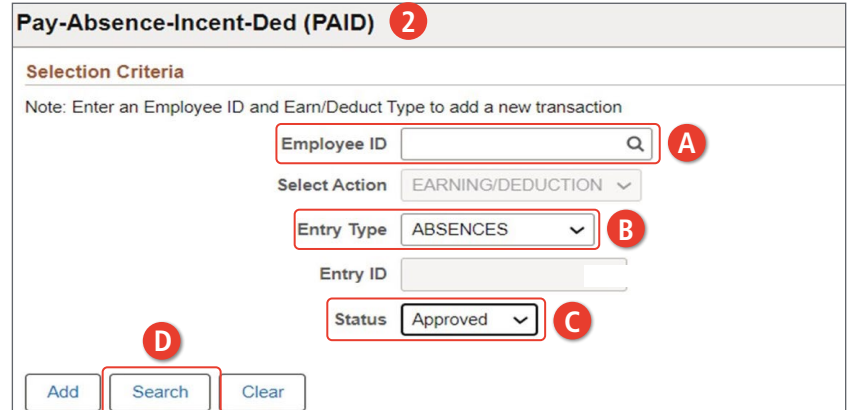 Pay-Absence-Incent-Ded (PAID) 2
Selection Criteria
Note: Enter an Employee ID and Earn/Deduct Type to add a new transaction
Employee ID A
Select Action EARNING/DEDUCTION
Entry Type ABSENCES B
Entry ID
Status Approved C
D
Add Search Clear